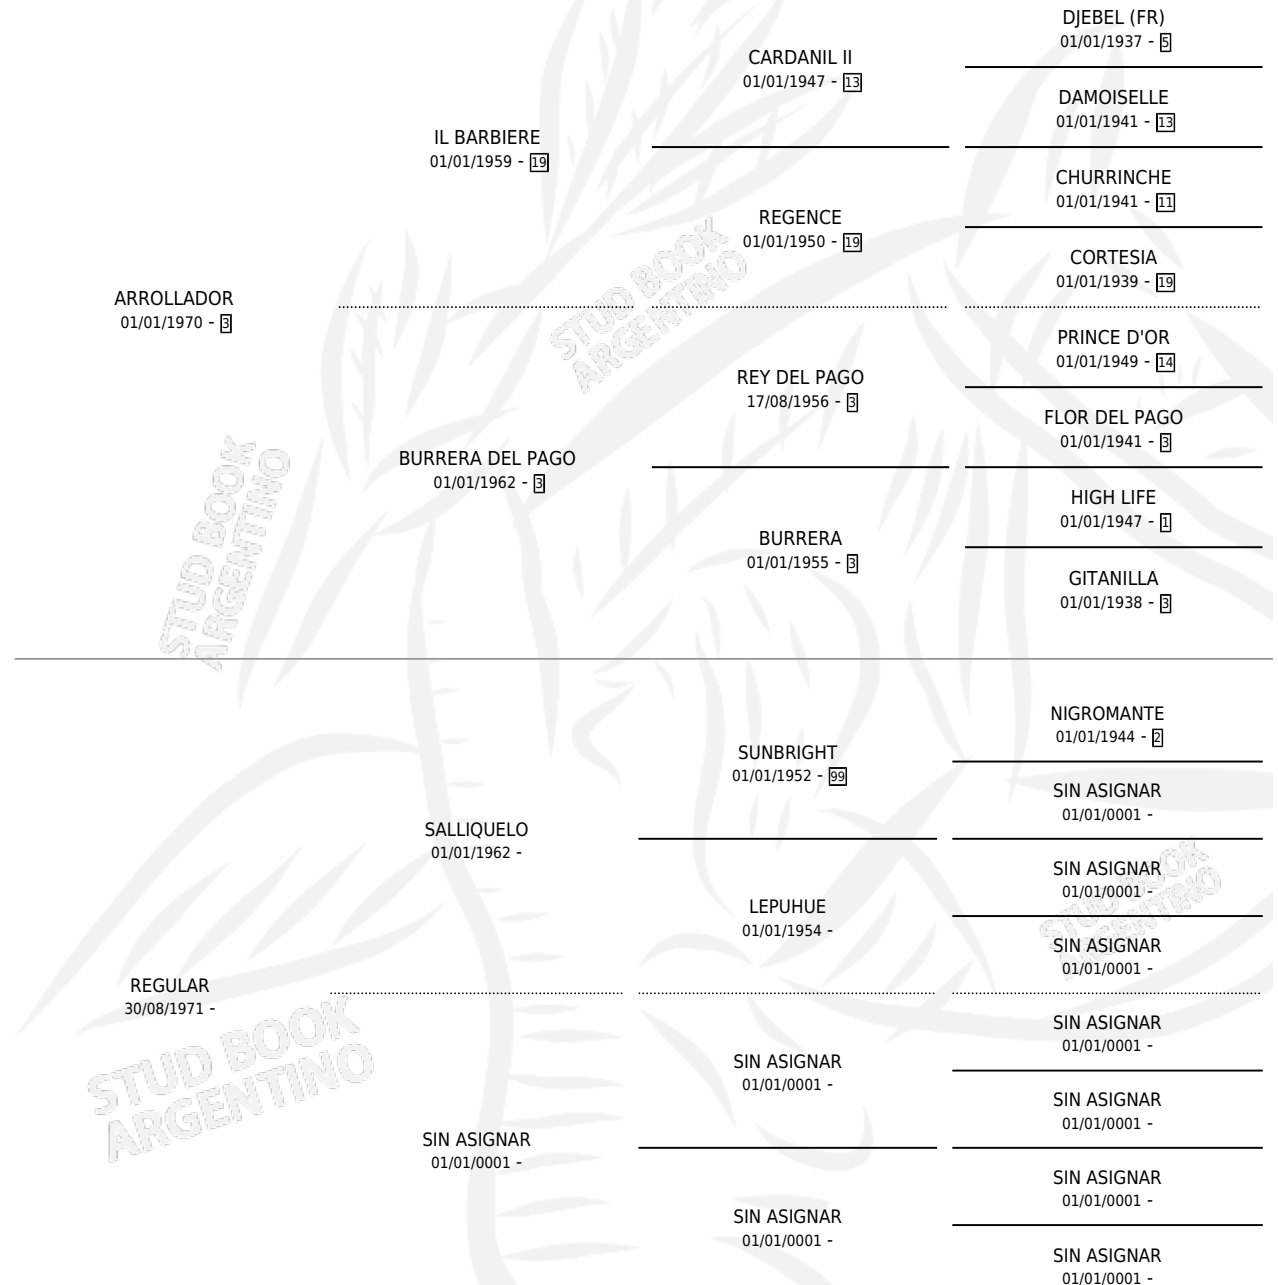 DJEBEL (FR)
01/01/1937 - 5
CARDANIL II
01/01/1947 - 13
DAMOISELLE
01/01/1941 - 13
IL BARBIERE
01/01/1959 - 19
CHURRINCHE
01/01/1941 - 11
REGENCE
01/01/1950 - 19
CORTESIA
01/01/1939 - 19
ARROLLADOR
01/01/1970 - 3
PRINCE D'OR
01/01/1949 - 14
REY DEL PAGO
17/08/1956 - 3
FLOR DEL PAGO
01/01/1941 - 3
BURRERA DEL PAGO
01/01/1962 - 3
HIGH LIFE
01/01/1947 - 1
BURRERA
01/01/1955 - 3
GITANILLA
01/01/1938 - 3
STUD BOOK
ARGENTINO
STUD BOOK
ARGENTINO
NIGROMANTE
01/01/1944 - 2
SUNBRIGHT
01/01/1952 - 99
SIN ASIGNAR
01/01/0001 -
SALLIQUELO
01/01/1962 -
SIN ASIGNAR
01/01/0001 -
LEPUHUE
01/01/1954 -
SIN ASIGNAR
01/01/0001 -
STUD BOOK
ARGENTINO
REGULAR
30/08/1971 -
SIN ASIGNAR
01/01/0001 -
SIN ASIGNAR
01/01/0001 -
SIN ASIGNAR
01/01/0001 -
SIN ASIGNAR
01/01/0001 -
SIN ASIGNAR
01/01/0001 -
SIN ASIGNAR
01/01/0001 -
SIN ASIGNAR
01/01/0001 -
STUD BOOK
ARGENTINO